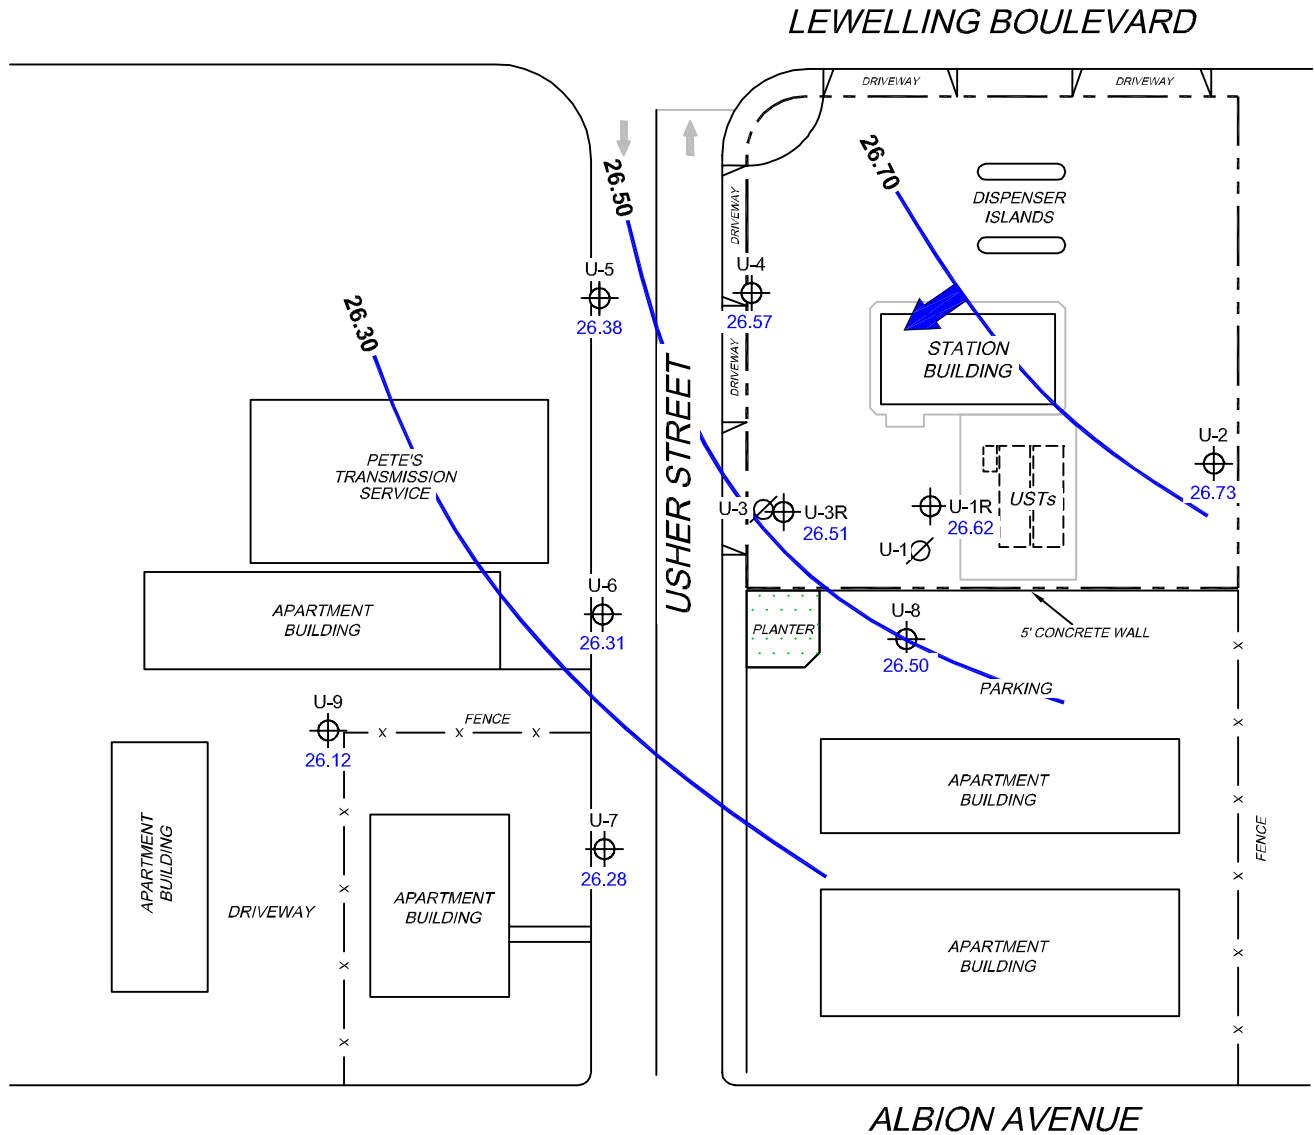 LEWELLING BOULEVARD
DRIVEWAY
DRIVEWAY
26.70
26.50
DISPENSER
ISLANDS
DRIVEWAY
U-5
26.38
U-4
26.57
26.30
STATION
BUILDING
DRIVEWAY
USHER STREET
PETE'S
TRANSMISSION
SERVICE
U-2
26.73
USTs
U-3
U-3R
26.51
U-1R
26.62
U-1
APARTMENT
BUILDING
U-6
26.31
PLANTER
U-8
26.50
5' CONCRETE WALL
X
PARKING
U-9
26.12
X
X
X
FENCE
X
APARTMENT
BUILDING
X
X
FENCE
U-7
26.28
APARTMENT
BUILDING
X
X
DRIVEWAY
APARTMENT
BUILDING
APARTMENT
BUILDING
X
X
X
X
ALBION AVENUE